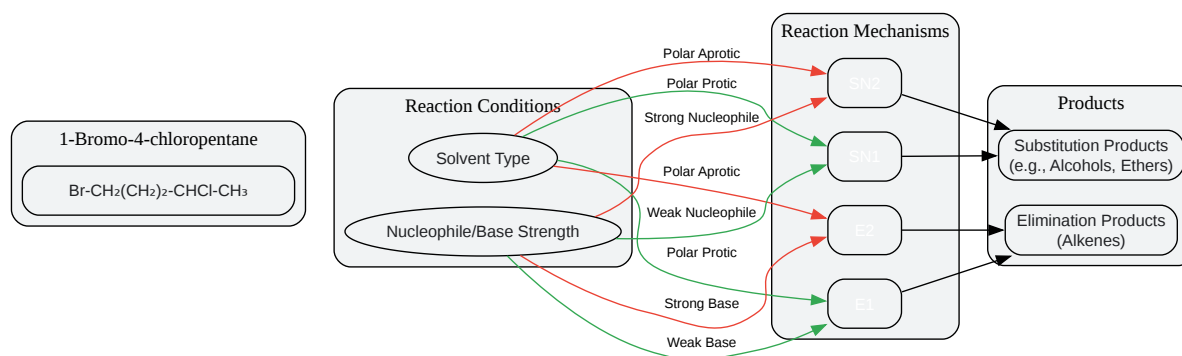 1-Bromo-4-chloropentane
Br-CH₂(CH₂)₂-CHCl-CH₃
Reaction Conditions
Solvent Type
Nucleophile/Base Strength
Polar Aprotic
Polar Protic
Strong Nucleophile
Polar Aprotic
Weak Nucleophile
Polar Protic
Strong Base
Weak Base
Reaction Mechanisms
SN2
SN1
E2
E1
Products
Substitution Products
(e.g., Alcohols, Ethers)
Elimination Products
(Alkenes)